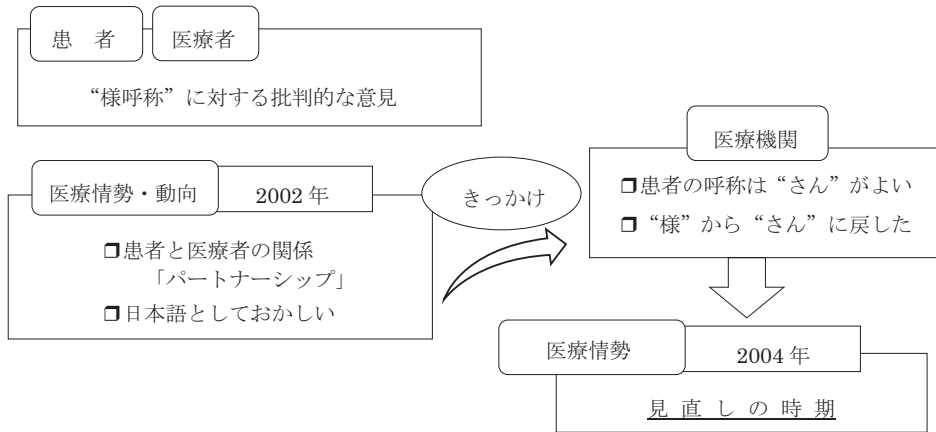 患 者
医療者
“様呼称”に対する批判的な意見
医療情勢・動向
2002 年
❒患者と医療者の関係
「パートナーシップ」
❒日本語としておかしい
きっかけ
医療機関
❒患者の呼称は“さん”がよい
❒“様”から“さん”に戻した
医療情勢
2004 年
見 直 し の 時 期